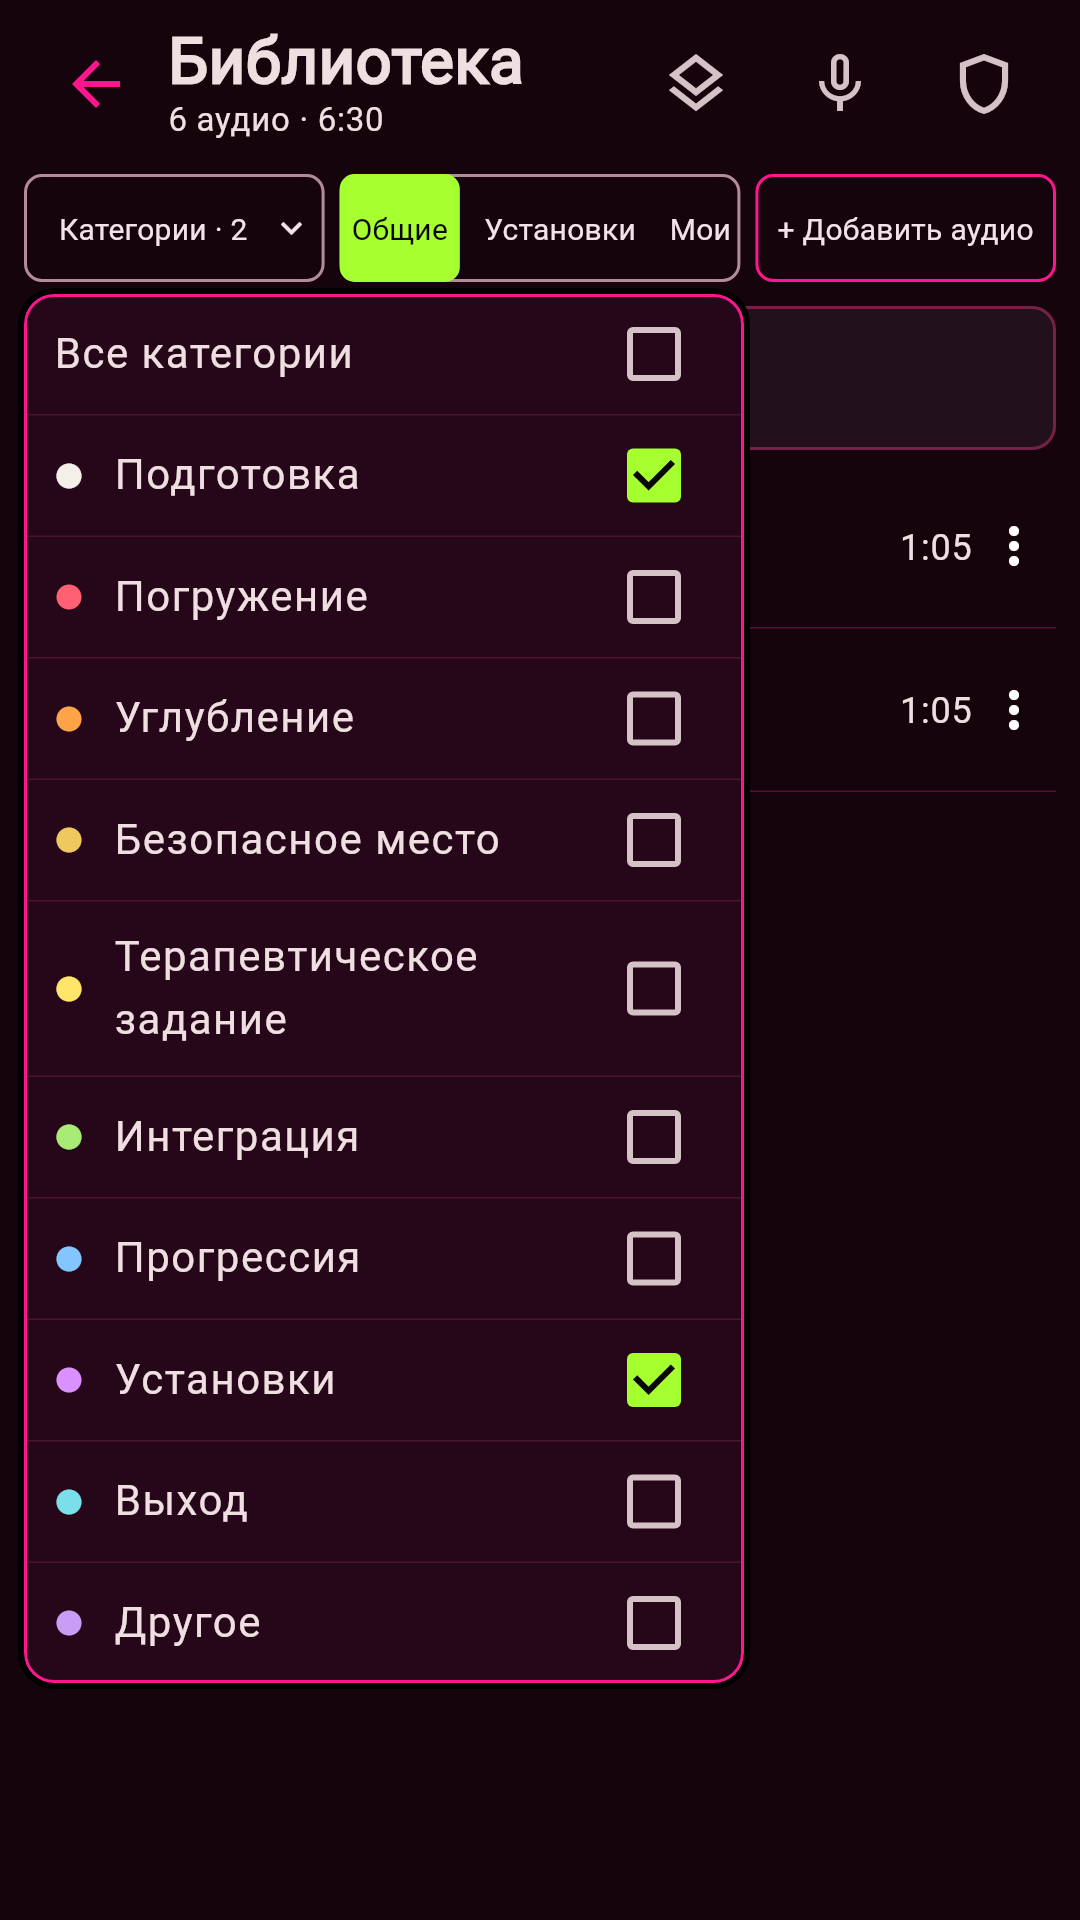 Библиотека
6 аудио · 6:30
Категории · 2
Общие
Установки
Мои
+ Добавить аудио
Все категории
Подготовка
Погружение
1:05
Углубление
1:05
Безопасное место
Терапевтическое
задание
Интеграция
Прогрессия
Установки
Выход
Другое